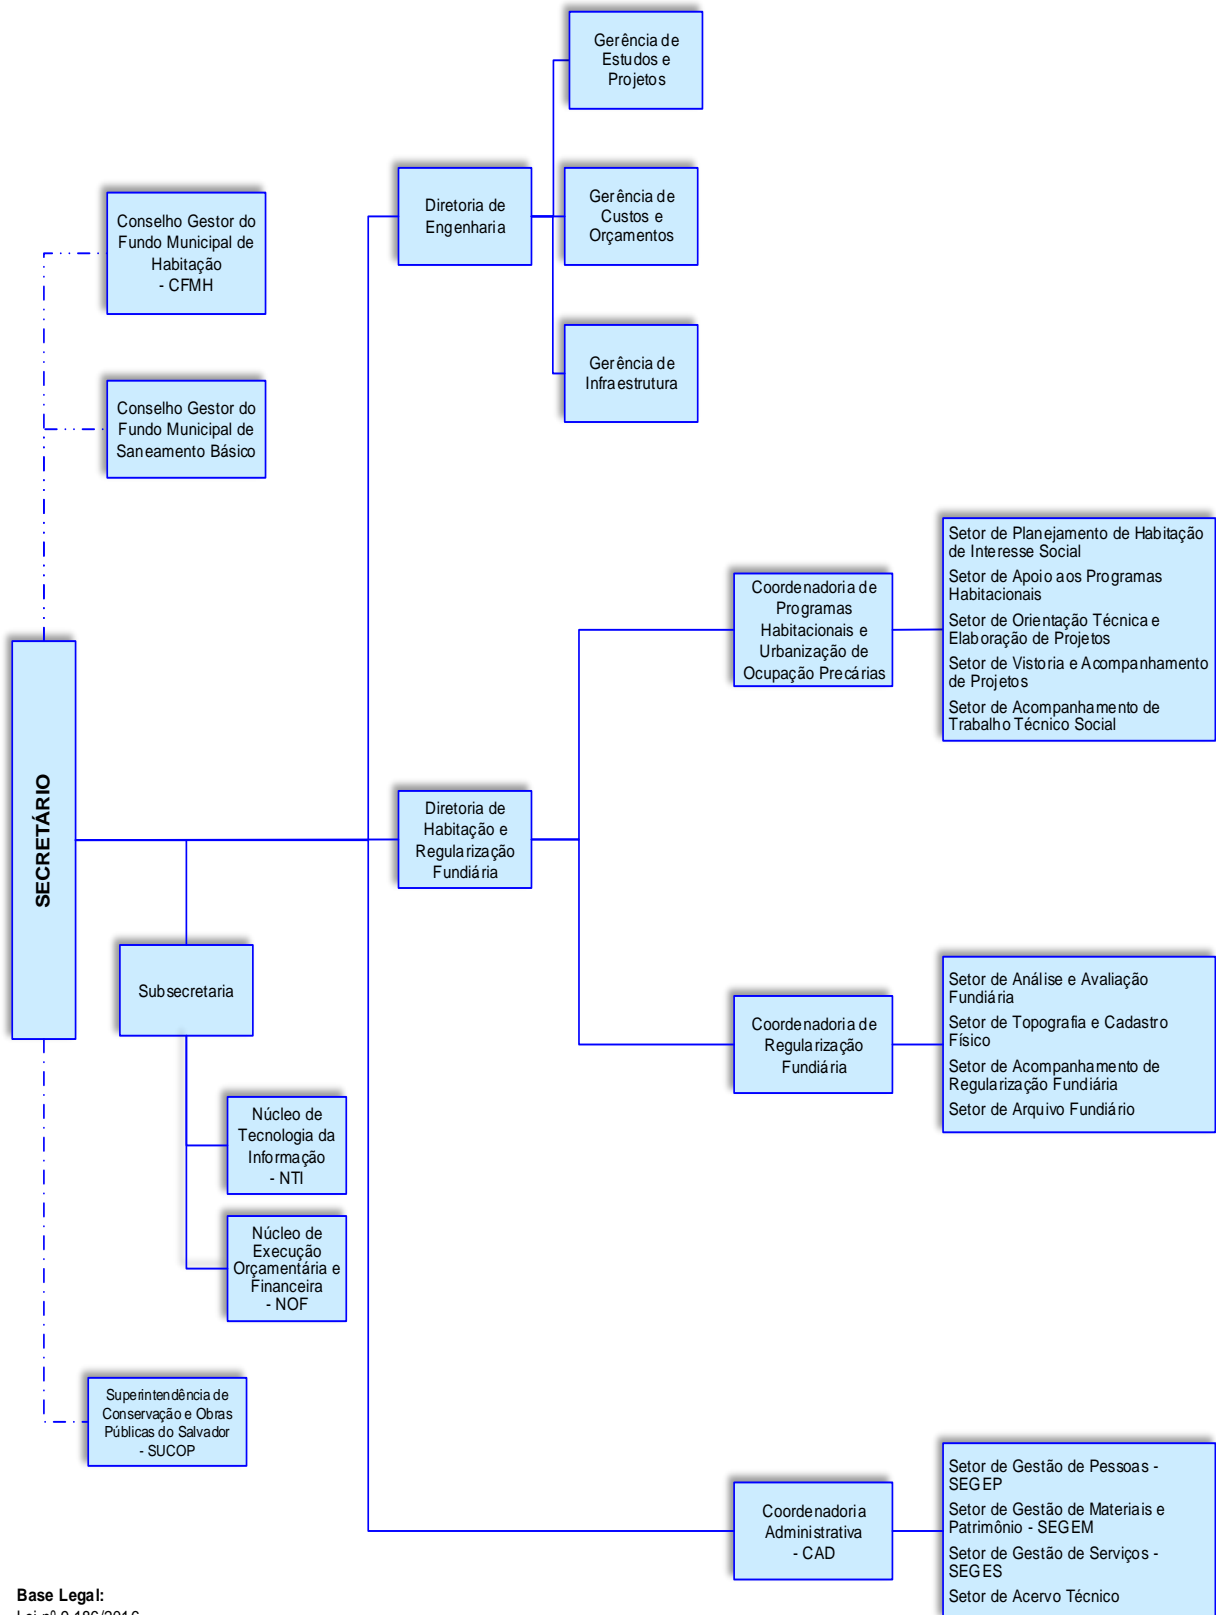 Gerência de
Estudos e
Projetos
Diretoria de
Engenharia
Gerência de
Custos e
Orçamentos
Gerência de
Infraestrutura
Conselho Gestor do
Fundo Municipal de
Habitação
- CFMH
Conselho Gestor do
Fundo Municipal de
Saneamento Básico
SECRETÁRIO
Coordenadoria de
Programas
Habitacionais e
Urbanização de
Ocupação Precárias
Setor de Planejamento de Habitação
de Interesse Social
Setor de Apoio aos Programas
Habitacionais
Setor de Orientação Técnica e
Elaboração de Projetos
Setor de Vistoria e Acompanhamento
de Projetos
Setor de Acompanhamento de
Trabalho Técnico Social
Diretoria de
Habitação e
Regularização
Fundiária
Subsecretaria
Coordenadoria de
Regularização
Fundiária
Setor de Análise e Avaliação
Fundiária
Setor de Topografia e Cadastro
Físico
Setor de Acompanhamento de
Regularização Fundiária
Setor de Arquivo Fundiário
Núcleo de
Tecnologia da
Informação
- NTI
Núcleo de
Execução
Orçamentária e
Financeira
- NOF
Superintendência de
Conservação e Obras
Públicas do Salvador
- SUCOP
Coordenadoria
Administrativa
- CAD
Setor de Gestão de Pessoas -
SEGEP
Setor de Gestão de Materiais e
Patrimônio - SEGEM
Setor de Gestão de Serviços -
SEGES
Setor de Acervo Técnico
Base Legal:
Lei nº 9.186/2016